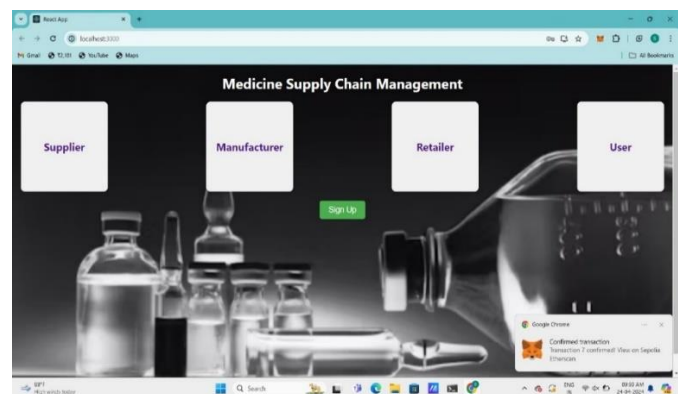 React App
localhost:3000
Gmail YouTube Maps All Bookmarks
Medicine Supply Chain Management
Supplier Manufacturer Retailer User
Sign Up
Google Chrome
Confirmed transaction
Transaction 7 confirmed! View on Sepolia
Etherscan
Search
ENG
IN